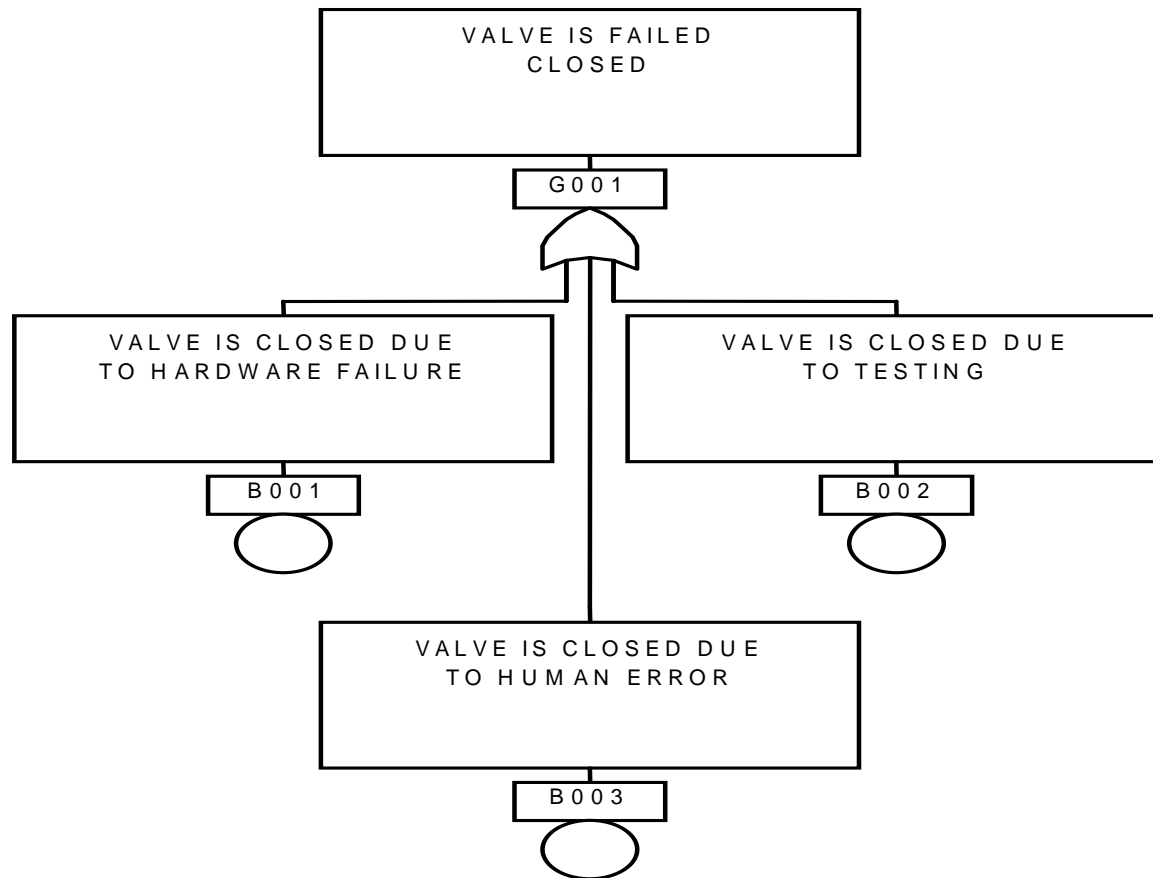 VALVE IS FAILED
CLOSED
G001
VALVE IS CLOSED DUE
TO HARDWARE FAILURE
B001
VALVE IS CLOSED DUE
TO TESTING
B002
VALVE IS CLOSED DUE
TO HUMAN ERROR
B003